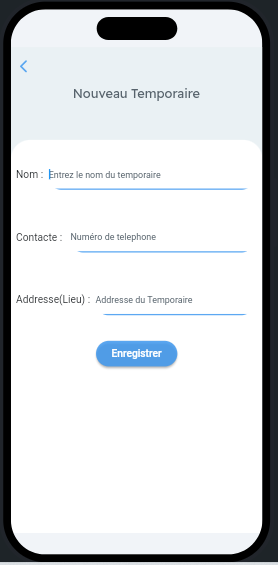 Nouveau Temporaire
Nom : Entrez le nom du temporaire
Contacte : Numéro de telephone
Addresse(Lieu) : Addresse du Temporaire
Enregistrer